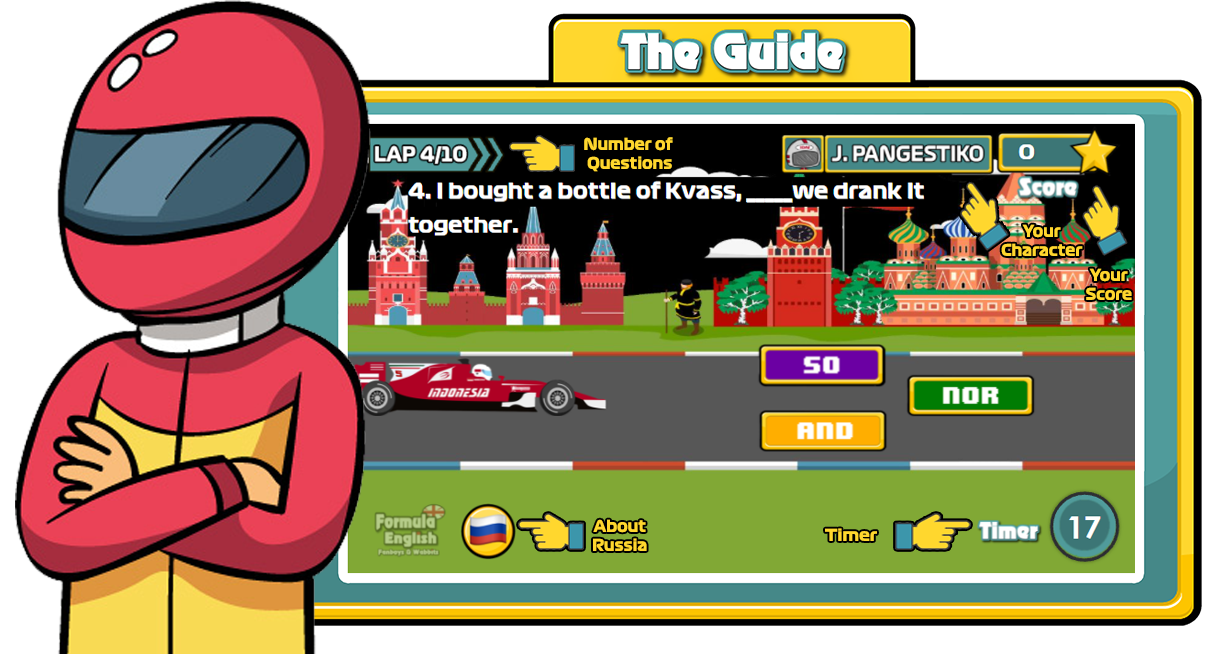 The Guide
LAP 4/10
Number of
Questions
J. PANGESTIKO
0
4. I bought a bottle of Kvass, ____we drank it
together.
Score
Your
Character
Your
Score
SO
NOR
AND
5
INDONESIA
Formula
English
About
Russia
Timer
Timer
17